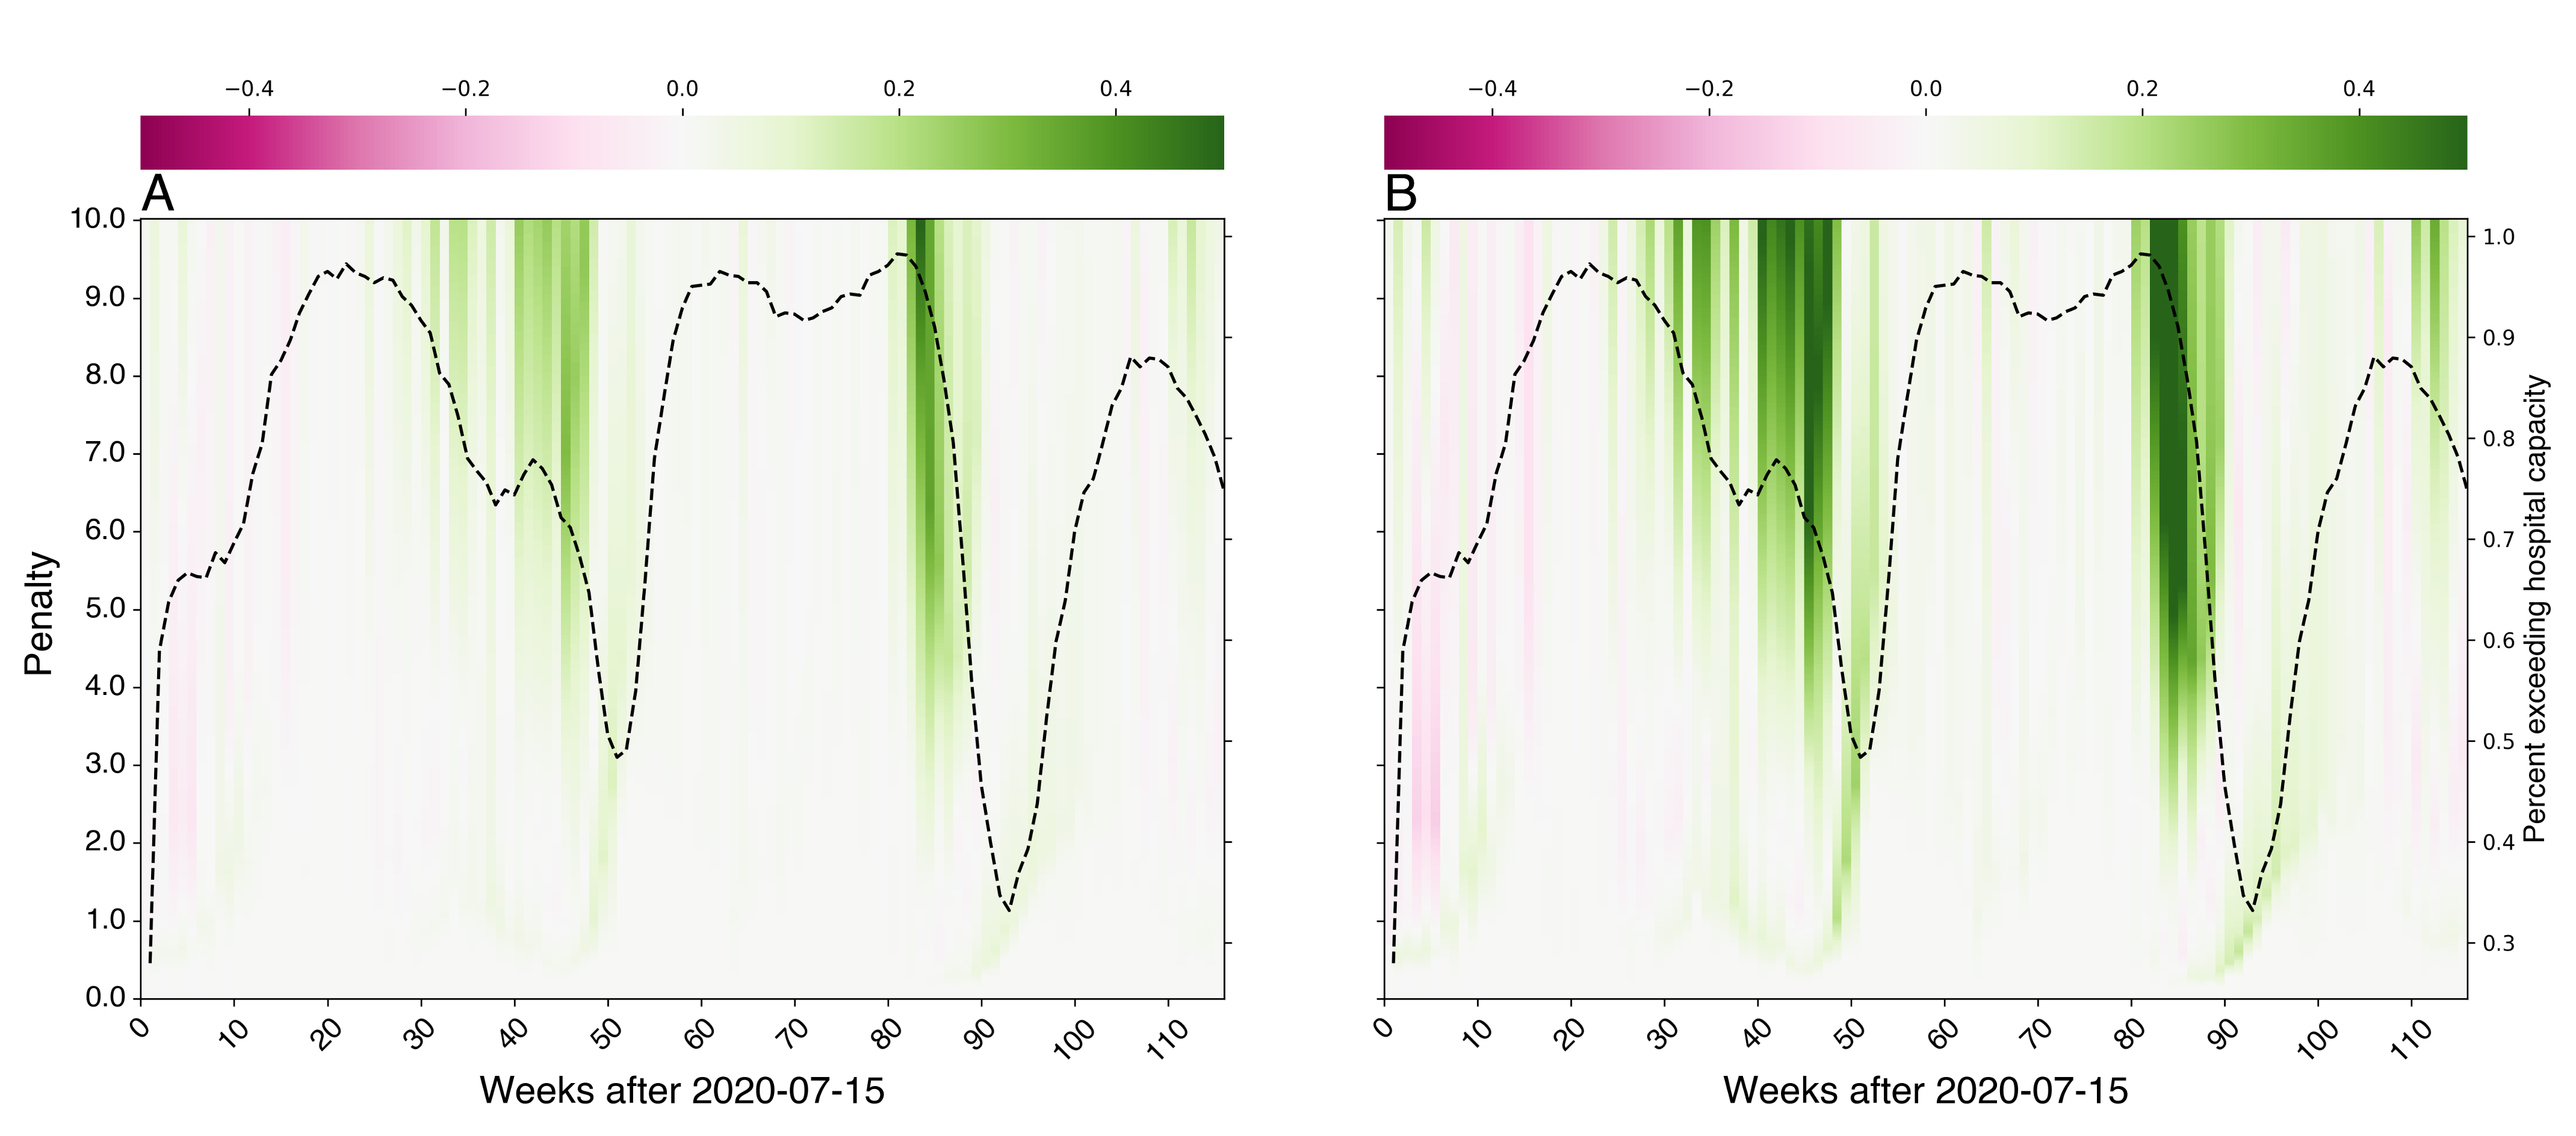 −0.4 −0.2 0.0 0.2 0.4
−0.4 −0.2 0.0 0.2 0.4
A
B
Penalty
10.0
9.0
8.0
7.0
6.0
5.0
4.0
3.0
2.0
1.0
0.0
0 10 20 30 40 50 60 70 80 90 100 110
Weeks after 2020-07-15
1.0
0.9
0.8
0.7
0.6
0.5
0.4
0.3
Percent exceeding hospital capacity
0 10 20 30 40 50 60 70 80 90 100 110
Weeks after 2020-07-15